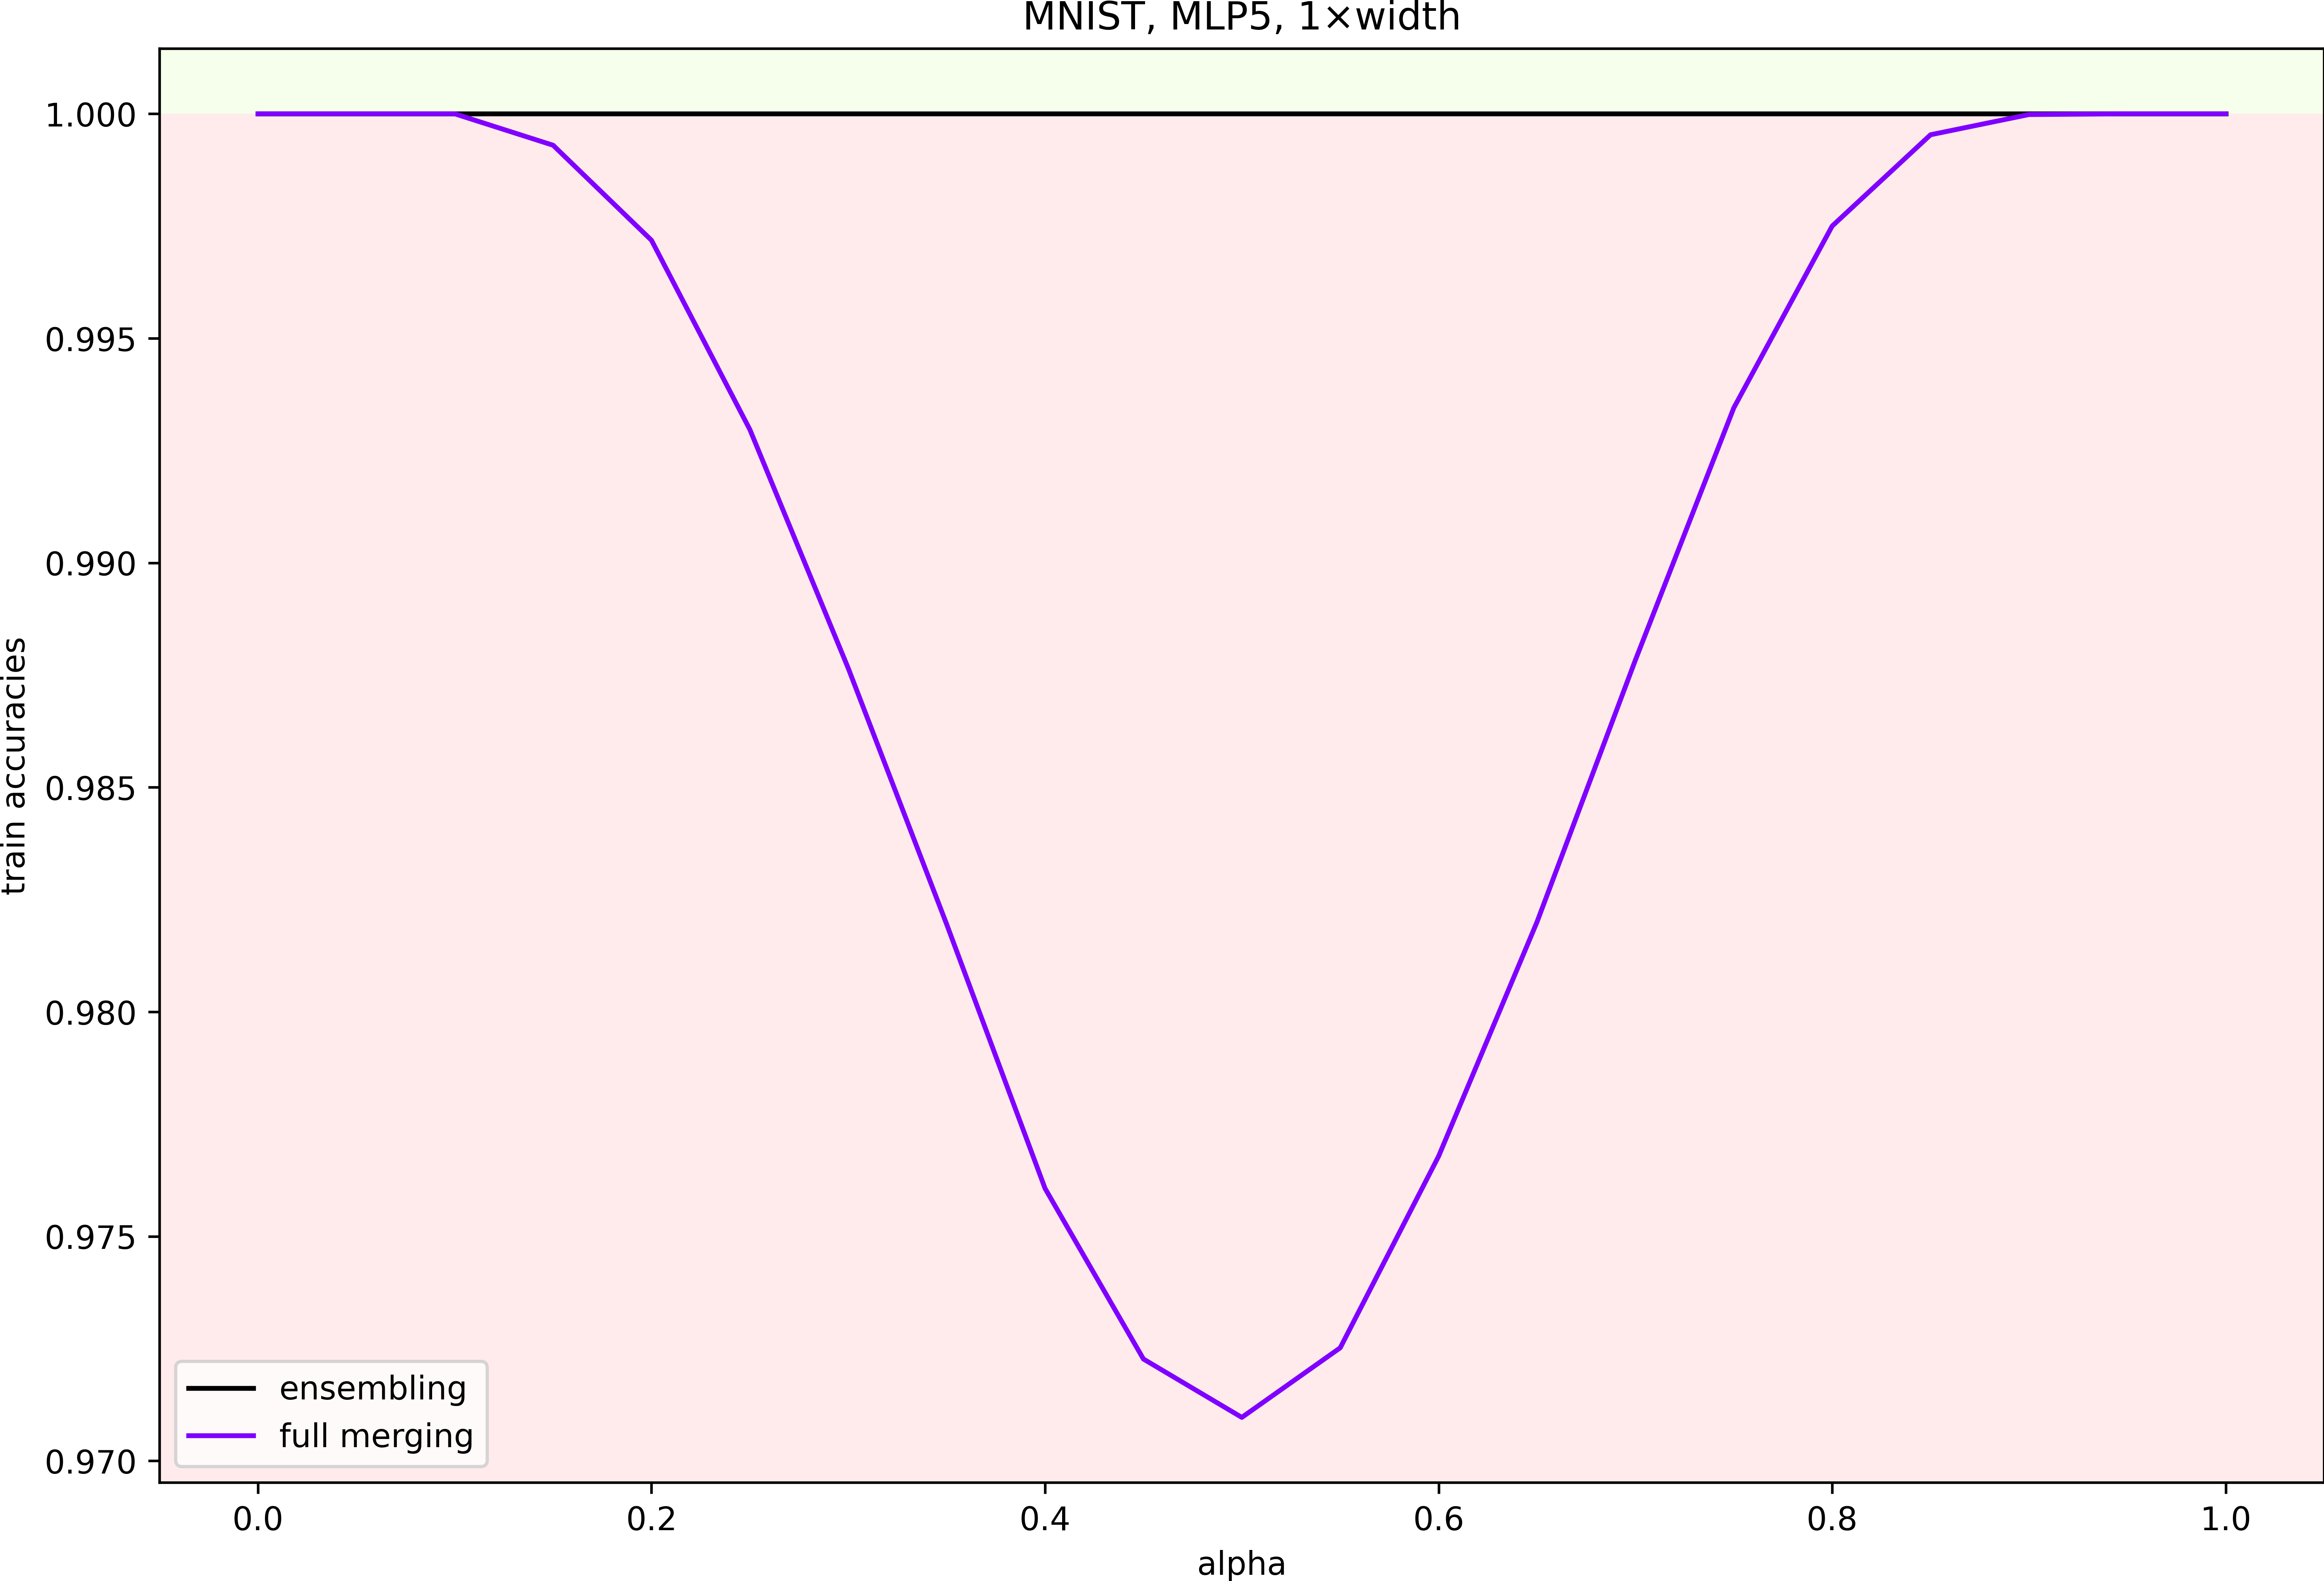 MNIST, MLP5, 1×width
train accuracies
1.000
0.995
0.990
0.985
0.980
0.975
0.970
ensembling
full merging
0.0
0.2
0.4
0.6
0.8
1.0
alpha